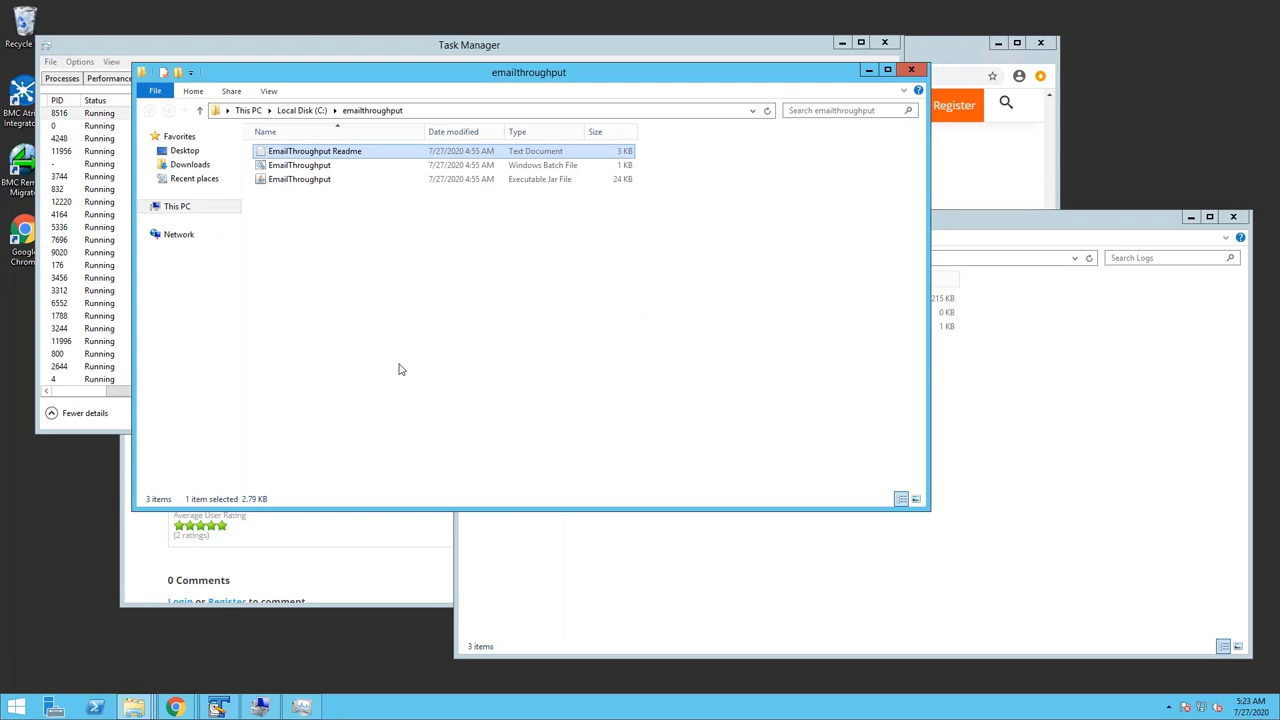 Recycle
Task Manager
File Options View
Processes Performance
PID Status
8516 Running
0 Running
4248 Running
11956 Running
- Running
3744 Running
832 Running
12220 Running
4164 Running
5336 Running
7696 Running
9020 Running
176 Running
3456 Running
3312 Running
6552 Running
1788 Running
3244 Running
11996 Running
800 Running
2644 Running
4 Running
Fewer details
BMC Atri
Integrator
BMC Rem
Migrato
Google
Chrom
emailthroughput
File Home Share View
This PC Local Disk (C:) emailthroughput
Search emailthroughput
Favorites
Desktop
Downloads
Recent places
This PC
Network
Name Date modified Type Size
EmailThroughput Readme 7/27/2020 4:55 AM Text Document 3 KB
EmailThroughput 7/27/2020 4:55 AM Windows Batch File 1 KB
EmailThroughput 7/27/2020 4:55 AM Executable Jar File 24 KB
3 items 1 item selected 2.79 KB
Register
Search Logs
215 KB
0 KB
1 KB
3 items
Average User Rating
(2 ratings)
0 Comments
Login or Register to comment
5:23 AM
7/27/2020